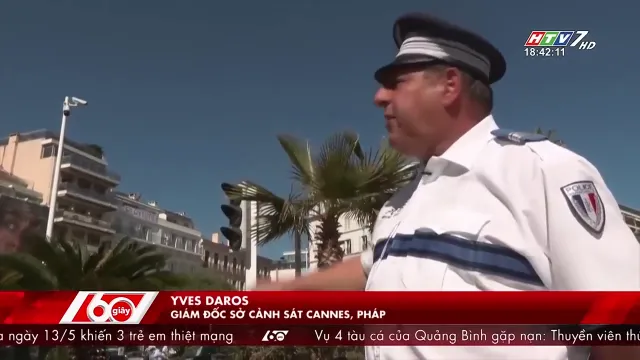 HTV7 HD
18:42:11
POLICE
60 giây
YVES DAROS
GIÁM ĐỐC SỞ CẢNH SÁT CANNES, PHÁP
a ngày 13/5 khiến 3 trẻ em thiệt mạng 60 Vụ 4 tàu cá của Quảng Bình gặp nạn: Thuyền viên th